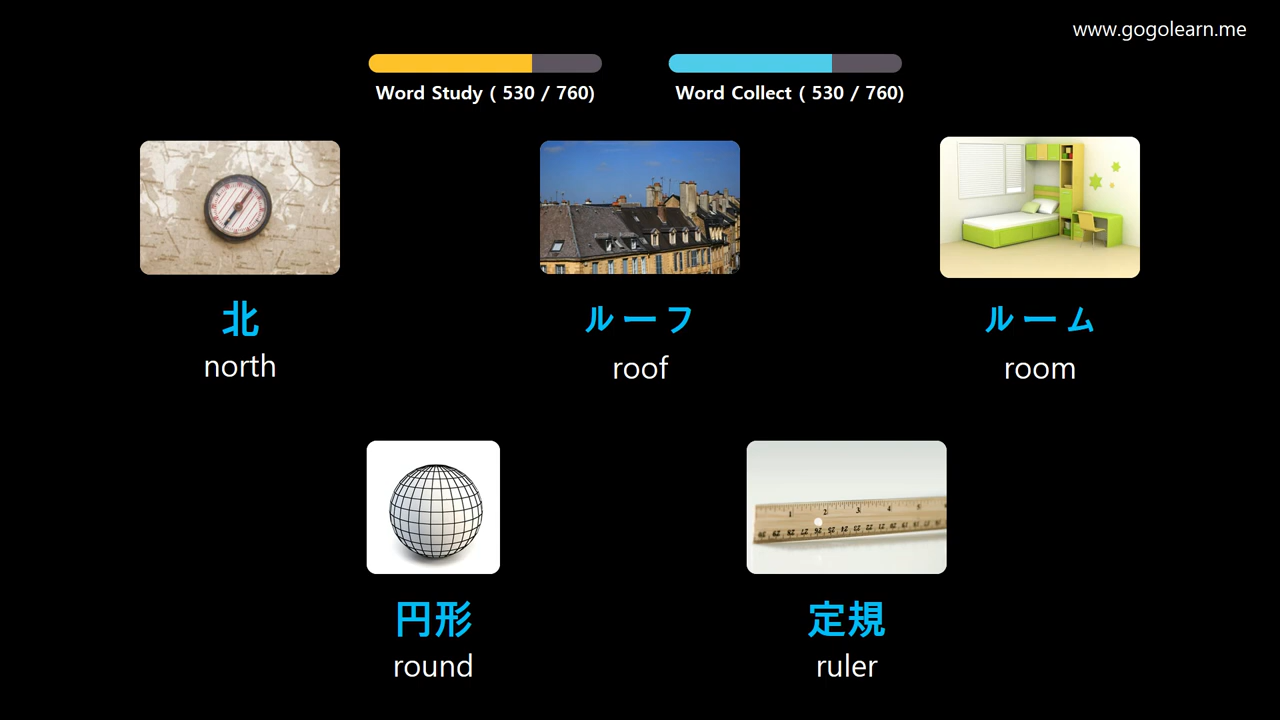 www.gogolearn.me
Word Study ( 530 / 760)
Word Collect ( 530 / 760)
北
north
ルーフ
roof
ルーム
room
円形
round
定規
ruler